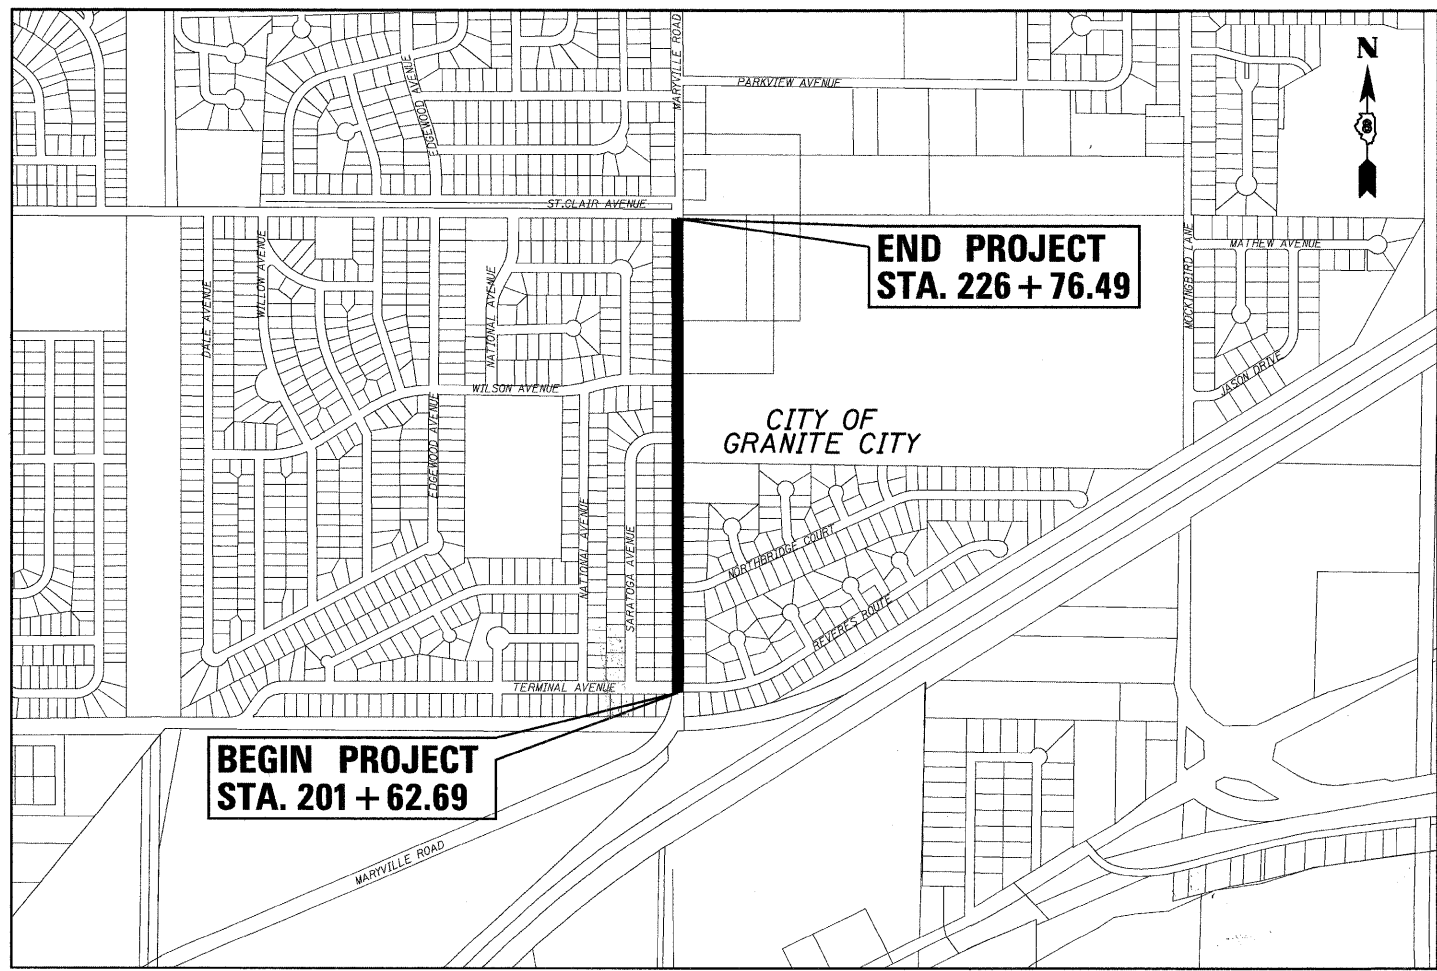 MARYVILLE ROAD
PARKVIEW AVENUE
N
8
EDGEWOOD AVENUE
ST.CLAIR AVENUE
END PROJECT
STA. 226+76.49
MATHEW AVENUE
MOCKINGBIRD LANE
WILLOW AVENUE
DALE AVENUE
NATIONAL AVENUE
WILSON AVENUE
JASON DRIVE
EDGEWOOD AVENUE
CITY OF
GRANITE CITY
NATIONAL AVENUE
SARATOGA AVENUE
NORTHBRIDGE COURT
REVERES ROUTE
TERMINAL AVENUE
BEGIN PROJECT
STA. 201+62.69
MARYVILLE ROAD